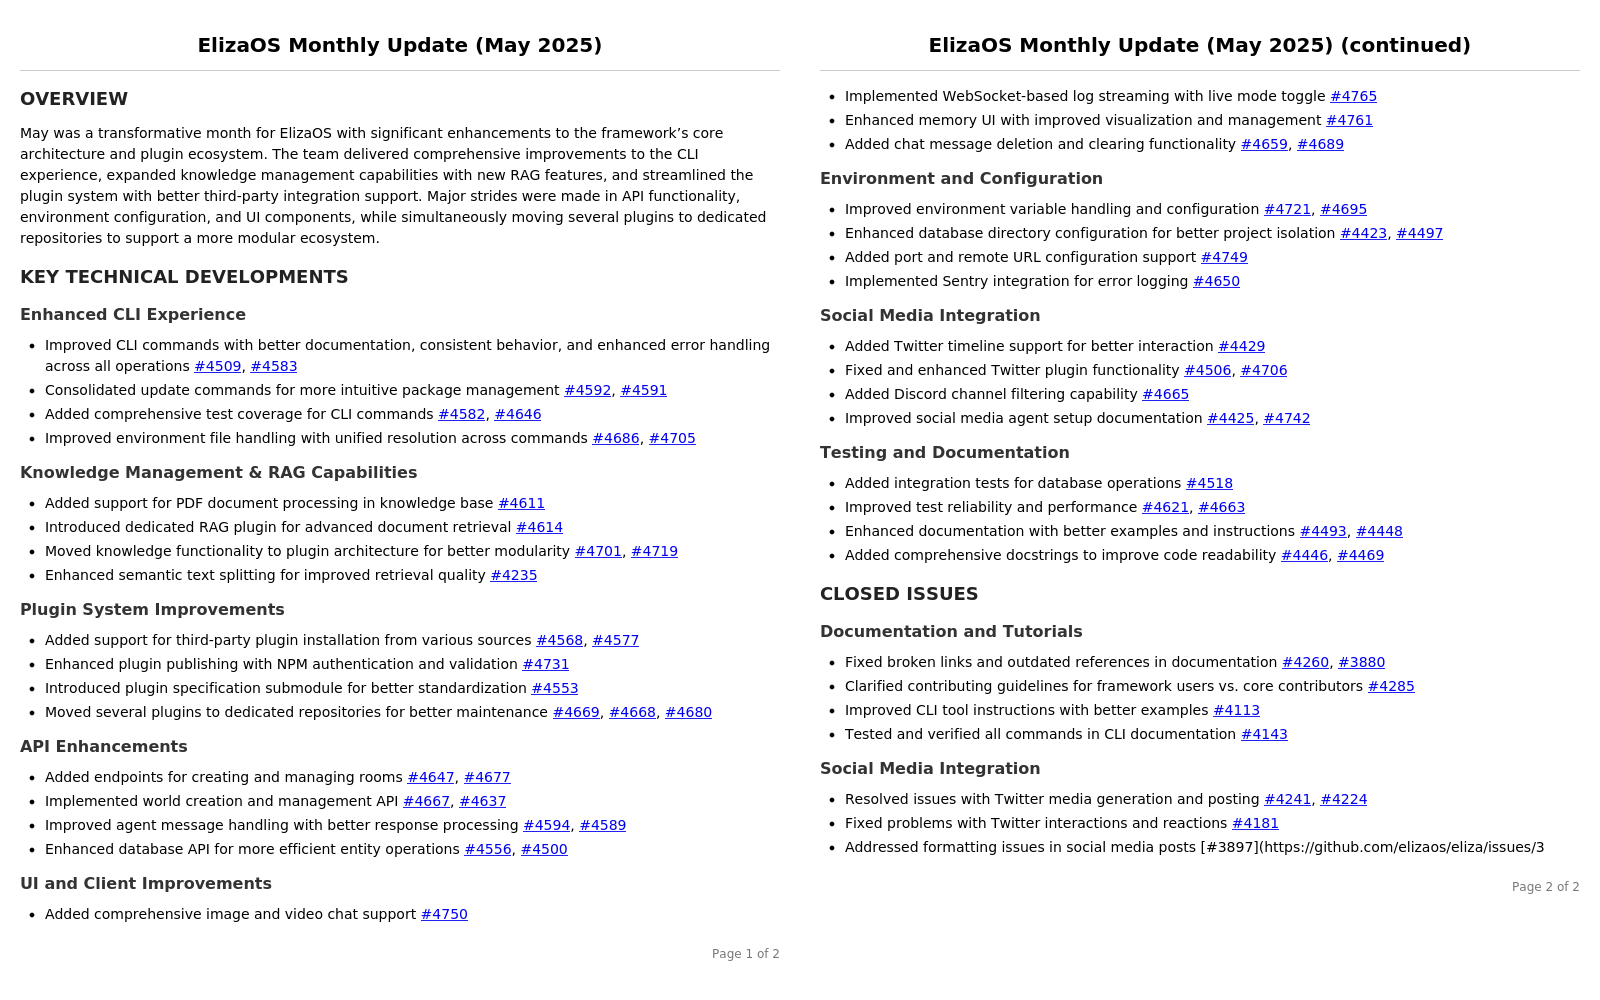 ElizaOS Monthly Update (May 2025)
OVERVIEW
May was a transformative month for ElizaOS with significant enhancements to the framework’s core
architecture and plugin ecosystem. The team delivered comprehensive improvements to the CLI
experience, expanded knowledge management capabilities with new RAG features, and streamlined the
plugin system with better third-party integration support. Major strides were made in API functionality,
environment configuration, and UI components, while simultaneously moving several plugins to dedicated
repositories to support a more modular ecosystem.
KEY TECHNICAL DEVELOPMENTS
Enhanced CLI Experience
• Improved CLI commands with better documentation, consistent behavior, and enhanced error handling
across all operations #4509, #4583
• Consolidated update commands for more intuitive package management #4592, #4591
• Added comprehensive test coverage for CLI commands #4582, #4646
• Improved environment file handling with unified resolution across commands #4686, #4705
Knowledge Management & RAG Capabilities
• Added support for PDF document processing in knowledge base #4611
• Introduced dedicated RAG plugin for advanced document retrieval #4614
• Moved knowledge functionality to plugin architecture for better modularity #4701, #4719
• Enhanced semantic text splitting for improved retrieval quality #4235
Plugin System Improvements
• Added support for third-party plugin installation from various sources #4568, #4577
• Enhanced plugin publishing with NPM authentication and validation #4731
• Introduced plugin specification submodule for better standardization #4553
• Moved several plugins to dedicated repositories for better maintenance #4669, #4668, #4680
API Enhancements
• Added endpoints for creating and managing rooms #4647, #4677
• Implemented world creation and management API #4667, #4637
• Improved agent message handling with better response processing #4594, #4589
• Enhanced database API for more efficient entity operations #4556, #4500
UI and Client Improvements
• Added comprehensive image and video chat support #4750
Page 1 of 2
ElizaOS Monthly Update (May 2025) (continued)
• Implemented WebSocket-based log streaming with live mode toggle #4765
• Enhanced memory UI with improved visualization and management #4761
• Added chat message deletion and clearing functionality #4659, #4689
Environment and Configuration
• Improved environment variable handling and configuration #4721, #4695
• Enhanced database directory configuration for better project isolation #4423, #4497
• Added port and remote URL configuration support #4749
• Implemented Sentry integration for error logging #4650
Social Media Integration
• Added Twitter timeline support for better interaction #4429
• Fixed and enhanced Twitter plugin functionality #4506, #4706
• Added Discord channel filtering capability #4665
• Improved social media agent setup documentation #4425, #4742
Testing and Documentation
• Added integration tests for database operations #4518
• Improved test reliability and performance #4621, #4663
• Enhanced documentation with better examples and instructions #4493, #4448
• Added comprehensive docstrings to improve code readability #4446, #4469
CLOSED ISSUES
Documentation and Tutorials
• Fixed broken links and outdated references in documentation #4260, #3880
• Clarified contributing guidelines for framework users vs. core contributors #4285
• Improved CLI tool instructions with better examples #4113
• Tested and verified all commands in CLI documentation #4143
Social Media Integration
• Resolved issues with Twitter media generation and posting #4241, #4224
• Fixed problems with Twitter interactions and reactions #4181
• Addressed formatting issues in social media posts [#3897](https://github.com/elizaos/eliza/issues/3
Page 2 of 2